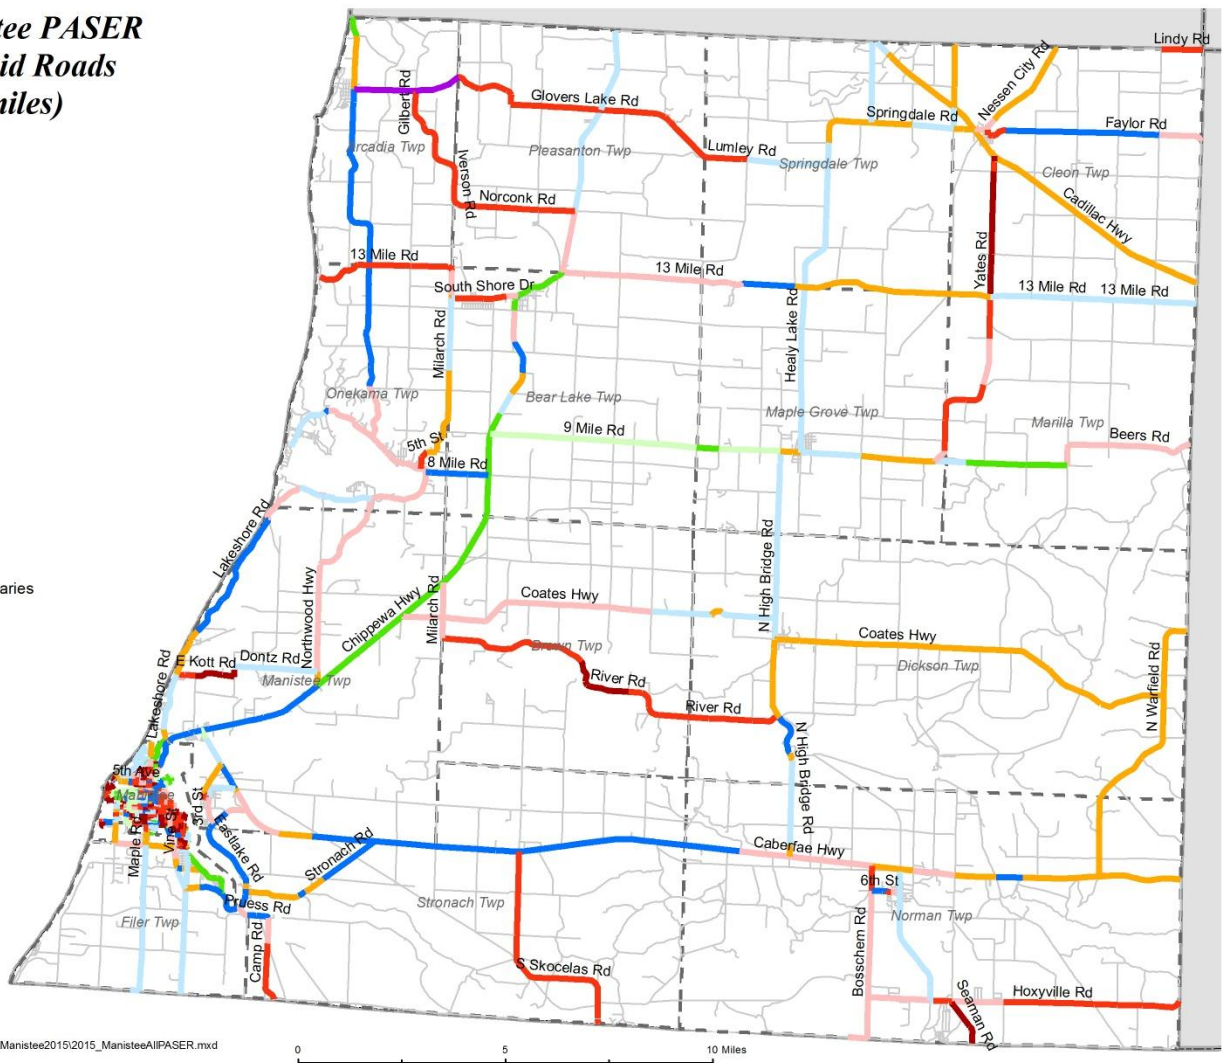 tee PASER
id Roads
niles)
Lindy Rd
Nessen City Rd
Gilbert Rd
Glovers Lake Rd
Springdale Rd
Faylor Rd
rcadia Twp
Pleasanton Twp
Lumley Rd
Springdale Twp
Cleon Twp
Iverson Rd
Norconk Rd
Cadillac Hwy
Yates Rd
13 Mile Rd
13 Mile Rd
South Shore Dr
13 Mile Rd
13 Mile Rd
Milarch Rd
Healy Lake Rd
Onekama Twp
Bear Lake Twp
Maple Grove Twp
Marilla Twp
5th St
9 Mile Rd
Beers Rd
8 Mile Rd
Lakeshore Rd
N High Bridge Rd
aries
Northwood Hwy
Chippewa Hwy
Milarch Rd
Coates Hwy
Coates Hwy
Brown Twp
Dickson Twp
E Kott Rd
Dontz Rd
Manistee Twp
River Rd
River Rd
N Warfield Rd
Lakeshore Rd
N High Bridge Rd
5th Ave
Manistee
3rd St
Maple Rd
Vine St
Eastlake Rd
Stronach Rd
Caberfae Hwy
6th St
Pruess Rd
Stronach Twp
Norman Twp
Filer Twp
Camp Rd
S Skocelas Rd
Bosschem Rd
Seaman Rd
Hoxyville Rd
Manistee2015\2015_ManisteeAllPASER.mxd
0 5 10 Miles